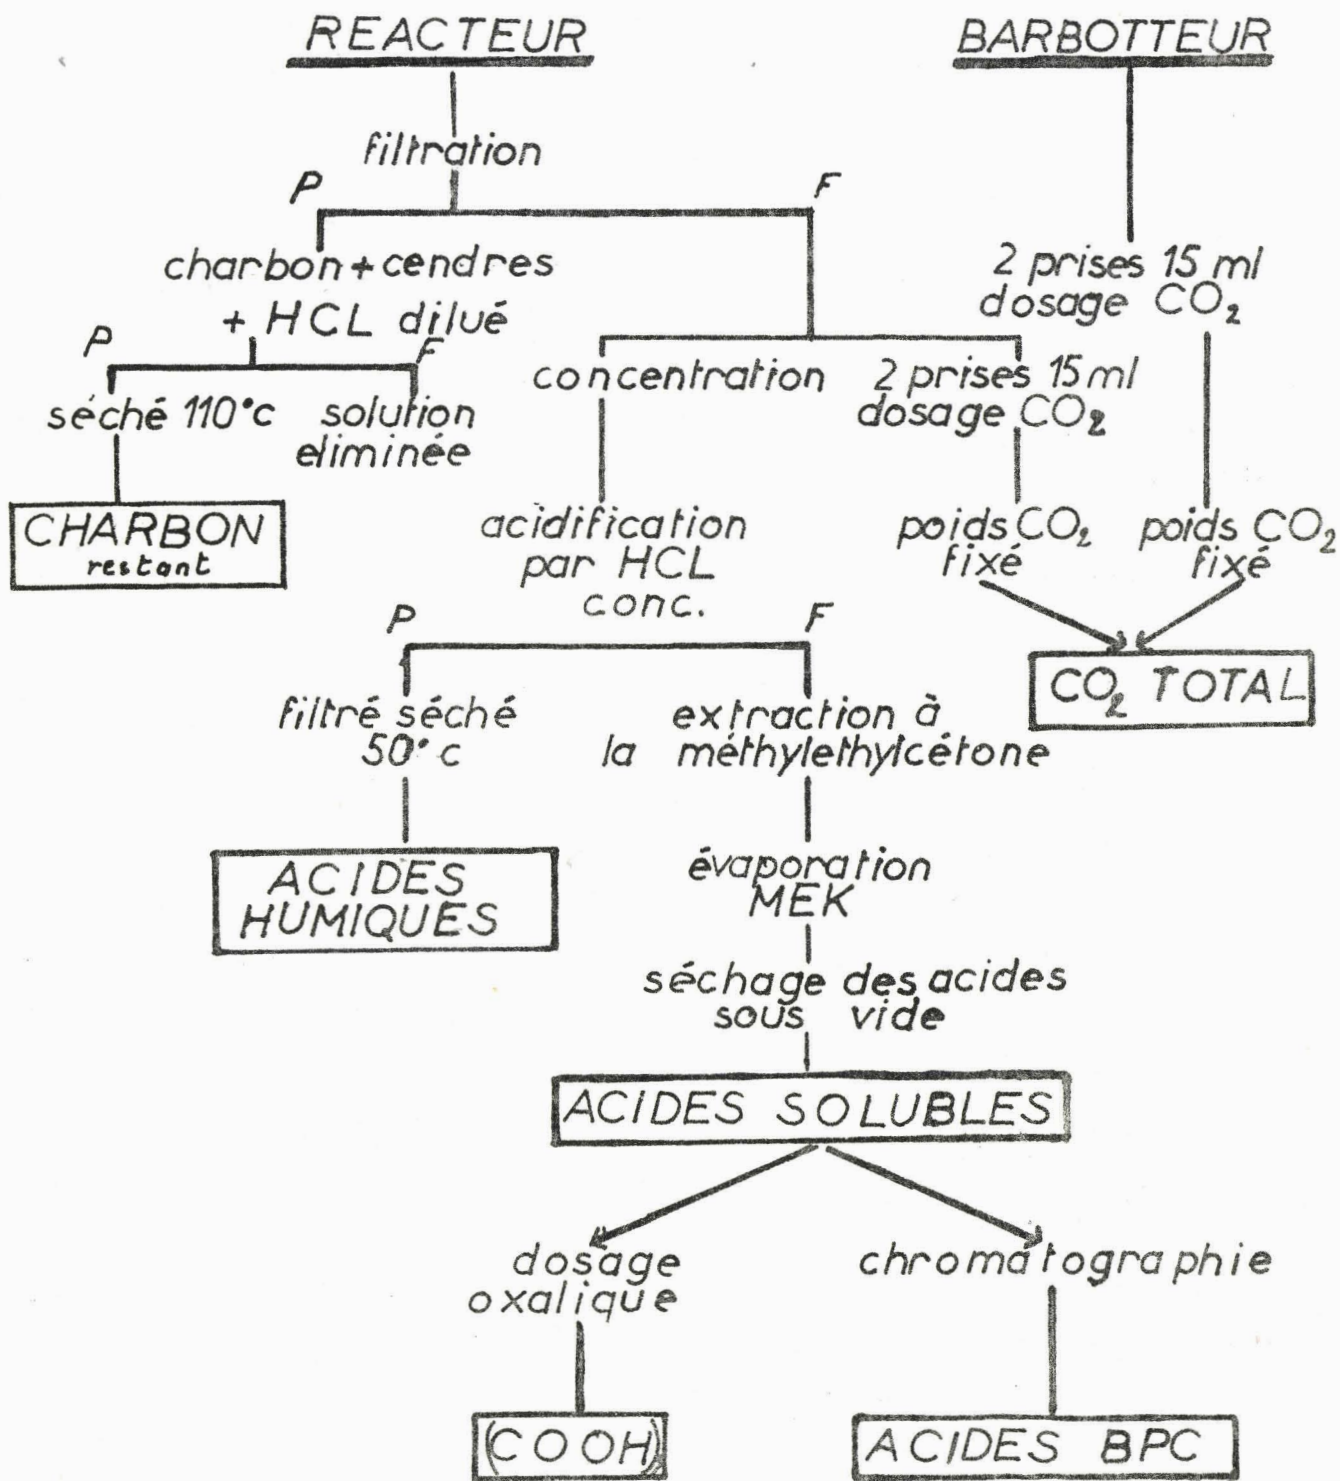 REACTEUR
BARBOTTEUR
filtration
P
F
charbon + cendres
+ HCL dilué
2 prises 15 ml
dosage CO2
P
F
séché 110°c
solution
eliminée
concentration
2 prises 15 ml
dosage CO2
CHARBON
restant
acidification
par HCL
conc.
poids CO2
fixé
poids CO2
fixé
P
F
CO2 TOTAL
filtré séché
50°c
extraction à
la méthylethylcétone
ACIDES
HUMIQUES
évaporation
MEK
séchage des acides
sous vide
ACIDES SOLUBLES
dosage
oxalique
chromatographie
(COOH)
ACIDES BPC